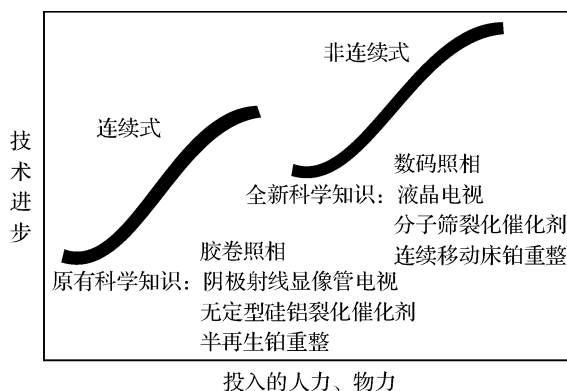 非连续式
连续式
技术进步
数码照相
全新科学知识：液晶电视
分子筛裂化催化剂
连续移动床铂重整
胶卷照相
原有科学知识：阴极射线显像管电视
无定型硅铝裂化催化剂
半再生铂重整
投入的人力、物力